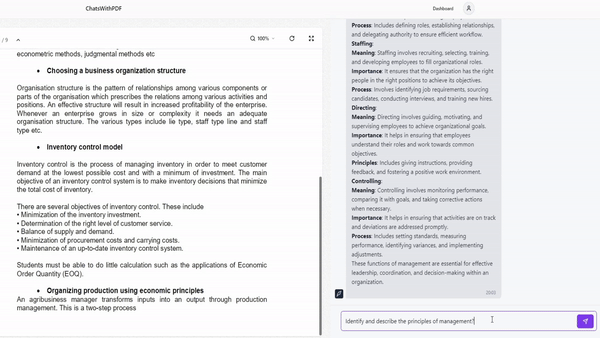 ChatsWithPDF
Dashboard
/ 9
100%
econometric methods, judgmental methods etc
• Choosing a business organization structure
Organisation structure is the pattern of relationships among various components or
parts of the organisation which prescribes the relations among various activities and
positions. An effective structure will result in increased profitability of the enterprise.
Whenever an enterprise grows in size or complexity it needs an adequate
organisation structure. The various types include lie type, staff type line and staff
type etc.
• Inventory control model
Inventory control is the process of managing inventory in order to meet customer
demand at the lowest possible cost and with a minimum of investment. The main
objective of an inventory control system is to make inventory decisions that minimize
the total cost of inventory.
There are several objectives of inventory control. These include
• Minimization of the inventory investment.
• Determination of the right level of customer service.
• Balance of supply and demand.
• Minimization of procurement costs and carrying costs.
• Maintenance of an up-to-date inventory control system.
Students must be able to do little calculation such as the applications of Economic
Order Quantity (EOQ).
• Organizing production using economic principles
An agribusiness manager transforms inputs into an output through production
management. This is a two-step process
Process: Includes defining roles, establishing relationships,
and delegating authority to ensure efficient workflow.
Staffing:
Meaning: Staffing involves recruiting, selecting, training,
and developing employees to fill organizational roles.
Importance: It ensures that the organization has the right
people in the right positions to achieve its objectives.
Process: Involves identifying job requirements, sourcing
candidates, conducting interviews, and training new hires.
Directing:
Meaning: Directing involves guiding, motivating, and
supervising employees to achieve organizational goals.
Importance: It helps in ensuring that employees
understand their roles and work towards common
objectives.
Principles: Includes giving instructions, providing
feedback, and fostering a positive work environment.
Controlling:
Meaning: Controlling involves monitoring performance,
comparing it with goals, and taking corrective actions
when necessary.
Importance: It helps in ensuring that activities are on track
and deviations are addressed promptly.
Process: Includes setting standards, measuring
performance, identifying variances, and implementing
adjustments.
These functions of management are essential for effective
leadership, coordination, and decision-making within an
organization.
Identify and describe the principles of management?